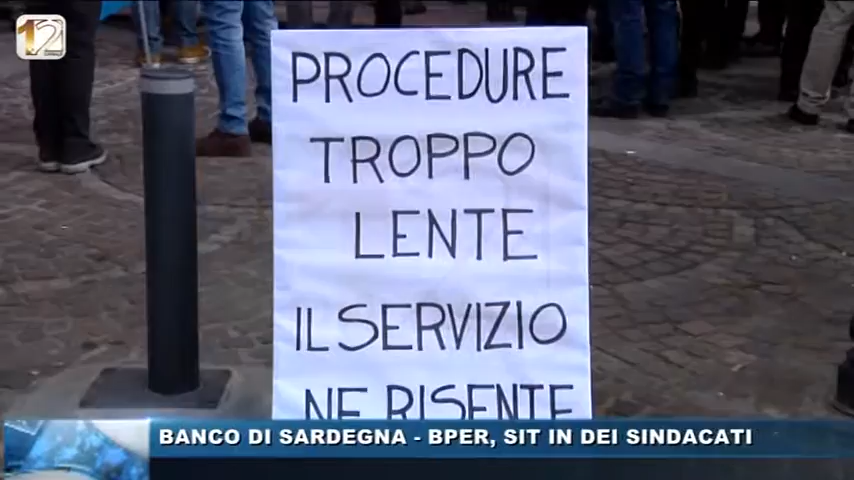 12
PROCEDURE
TROPPO
LENTE
IL SERVIZIO
NE RISENTE
BANCO DI SARDEGNA - BPER, SIT IN DEI SINDACATI